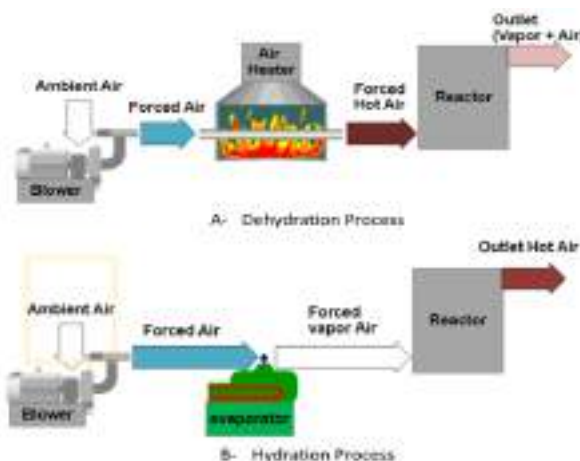 Outlet
(Vapor + Air)
Air
Heater
Ambient Air
Forced Air
Forced
Hot Air
Reactor
Blower
A- Dehydration Process
Outlet Hot Air
Ambient Air
Forced Air
Forced
vapor Air
Reactor
Blower
evaporator
B- Hydration Process